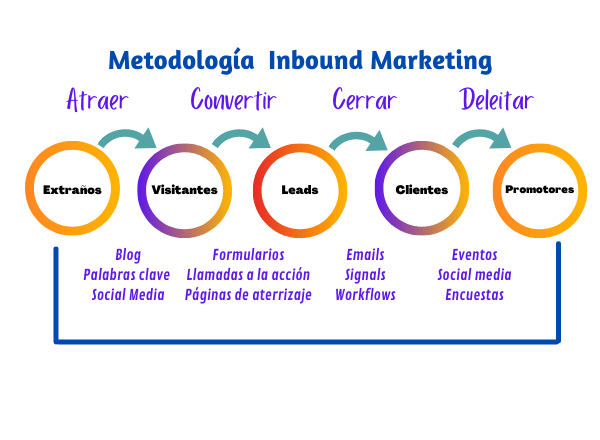 Metodología Inbound Marketing
Atraer
Convertir
Cerrar
Deleitar
Extraños
Visitantes
Leads
Clientes
Promotores
Blog
Palabras clave
Social Media
Formularios
Llamadas a la acción
Páginas de aterrizaje
Emails
Signals
Workflows
Eventos
Social media
Encuestas